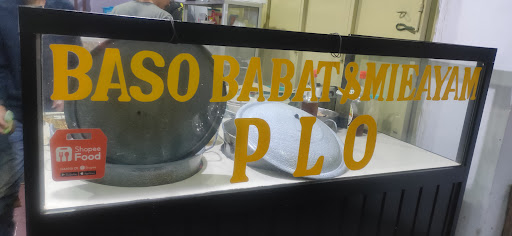 BASO BABAT & MIE AYAM
P L O
Shopee
Food